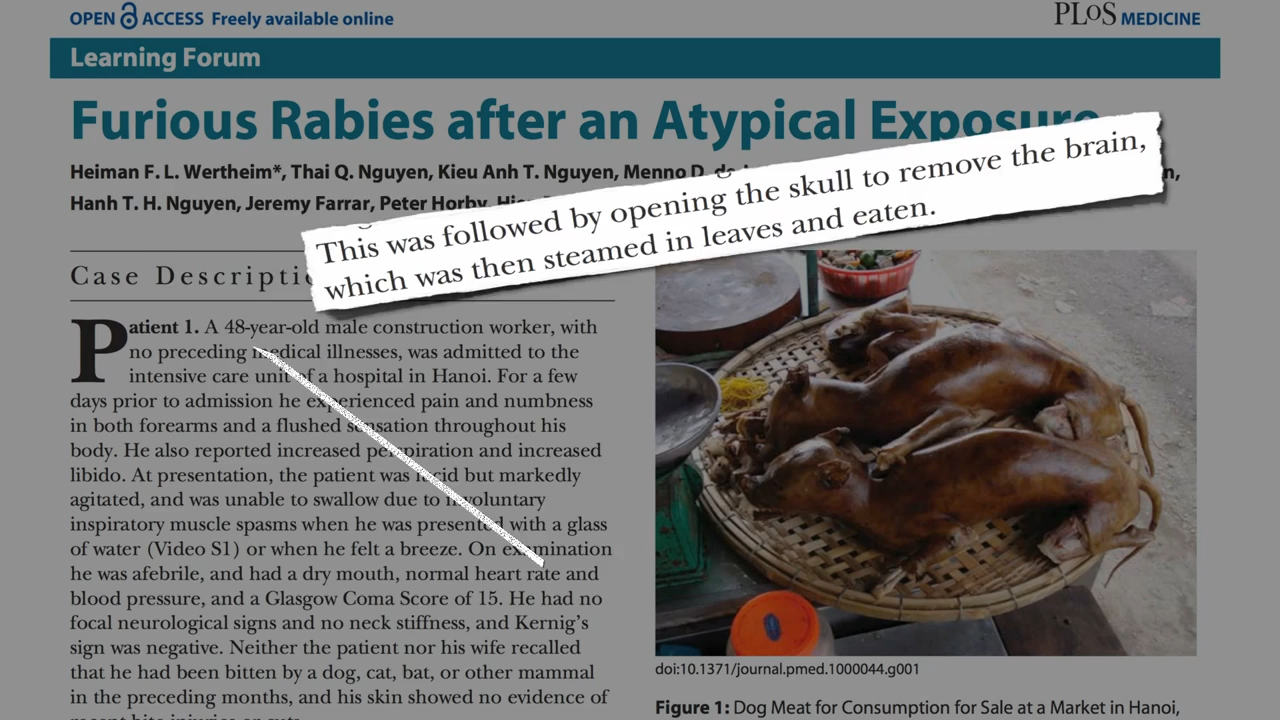 OPEN ACCESS Freely available online
PLoS MEDICINE
Learning Forum
Furious Rabies after an Atypical Exposure
Heiman F. L. Wertheim*, Thai Q. Nguyen, Kieu Anh T. Nguyen, Menno D.
Hanh T. H. Nguyen, Jeremy Farrar, Peter Horby,
This was followed by opening the skull to remove the brain,
which was then steamed in leaves and eaten.
Case Descripti
Patient 1. A 48-year-old male construction worker, with
no preceding medical illnesses, was admitted to the
intensive care unit of a hospital in Hanoi. For a few
days prior to admission he experienced pain and numbness
in both forearms and a flushed sensation throughout his
body. He also reported increased perspiration and increased
libido. At presentation, the patient was lucid but markedly
agitated, and was unable to swallow due to involuntary
inspiratory muscle spasms when he was presented with a glass
of water (Video S1) or when he felt a breeze. On examination
he was afebrile, and had a dry mouth, normal heart rate and
blood pressure, and a Glasgow Coma Score of 15. He had no
focal neurological signs and no neck stiffness, and Kernig's
sign was negative. Neither the patient nor his wife recalled
that he had been bitten by a dog, cat, bat, or other mammal
in the preceding months, and his skin showed no evidence of
doi:10.1371/journal.pmed.1000044.g001
Figure 1: Dog Meat for Consumption for Sale at a Market in Hanoi,